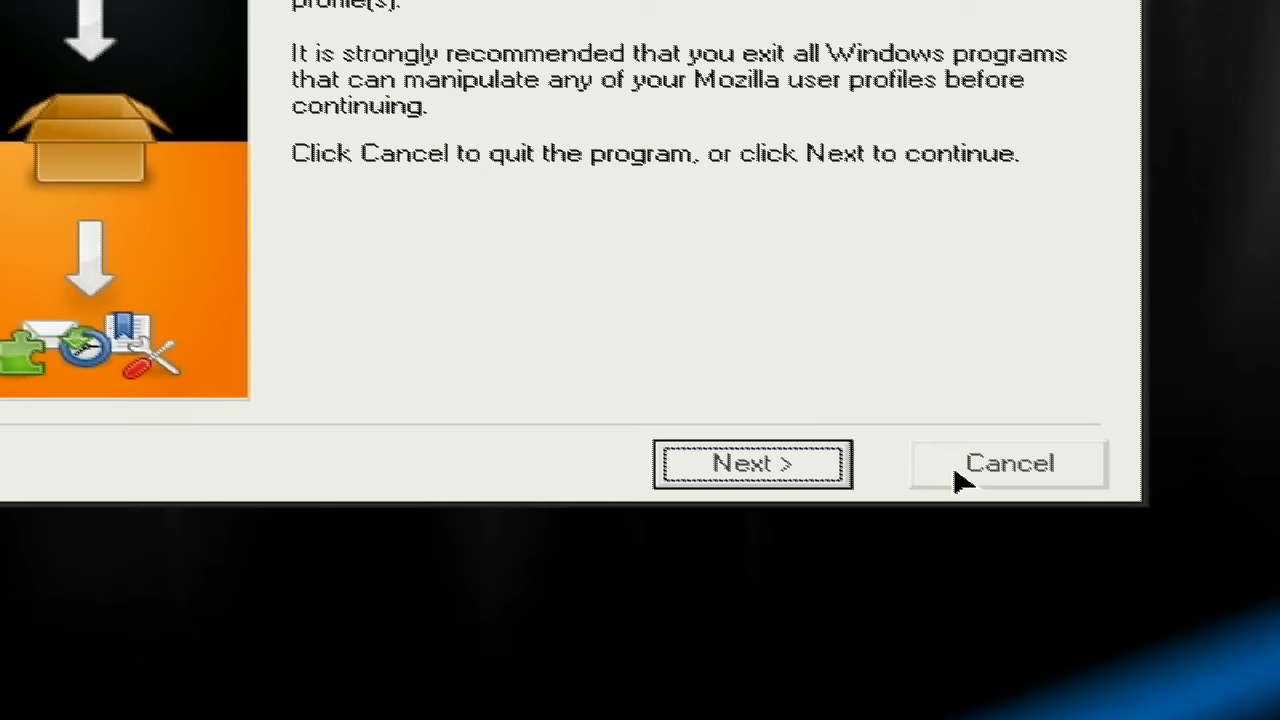 profile(s).
It is strongly recommended that you exit all Windows programs
that can manipulate any of your Mozilla user profiles before
continuing.
Click Cancel to quit the program, or click Next to continue.
Next >
Cancel